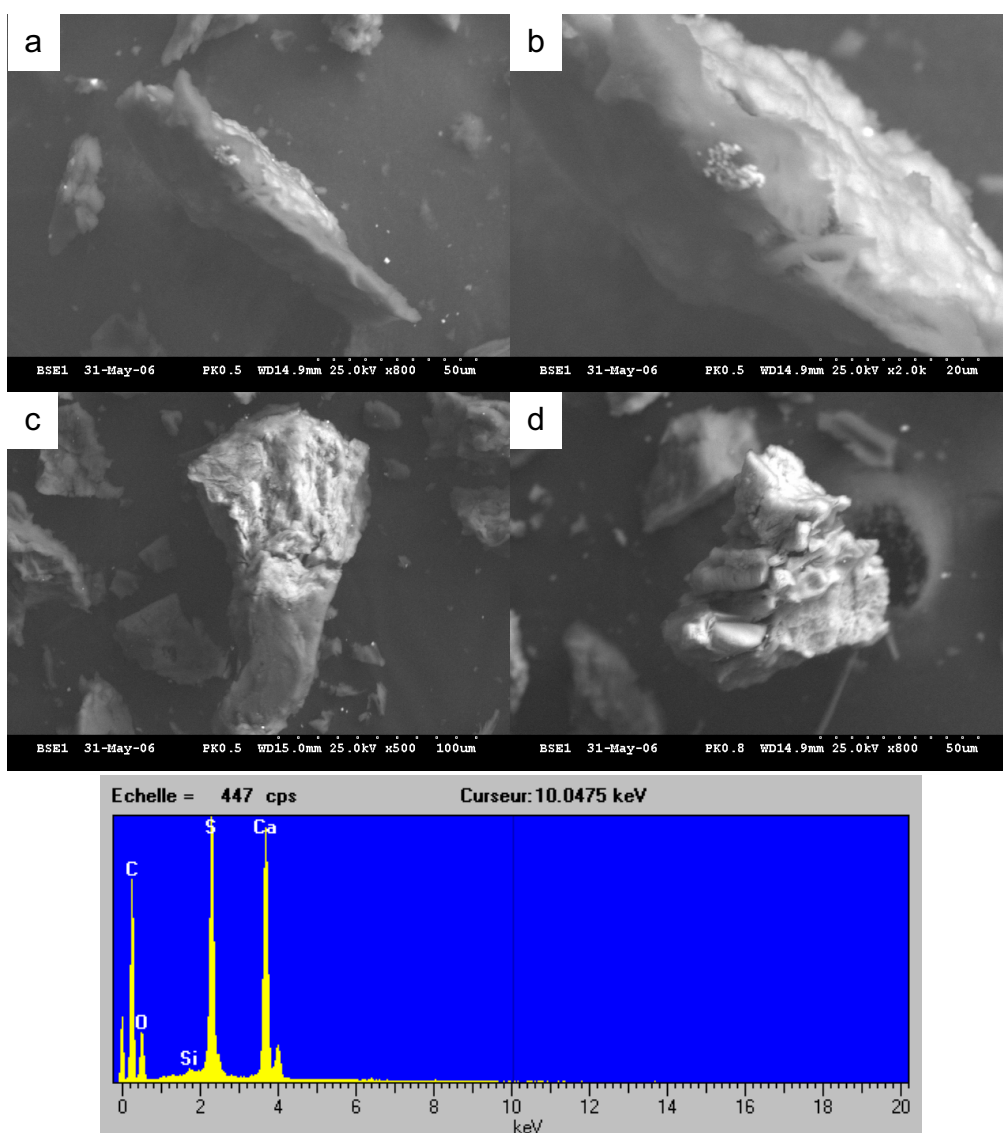 a
b
BSE1 31-May-06 PK0.5 WD14.9mm 25.0kV x800 50um
BSE1 31-May-06 PK0.5 WD14.9mm 25.0kV x2.0k 20um
c
d
BSE1 31-May-06 PK0.5 WD15.0mm 25.0kV x500 100um
BSE1 31-May-06 PK0.8 WD14.9mm 25.0kV x800 50um
Echelle = 447 cps Curseur: 10.0475 keV
S Ca
C
O
Si
0 2 4 6 8 10 12 14 16 18 20
keV